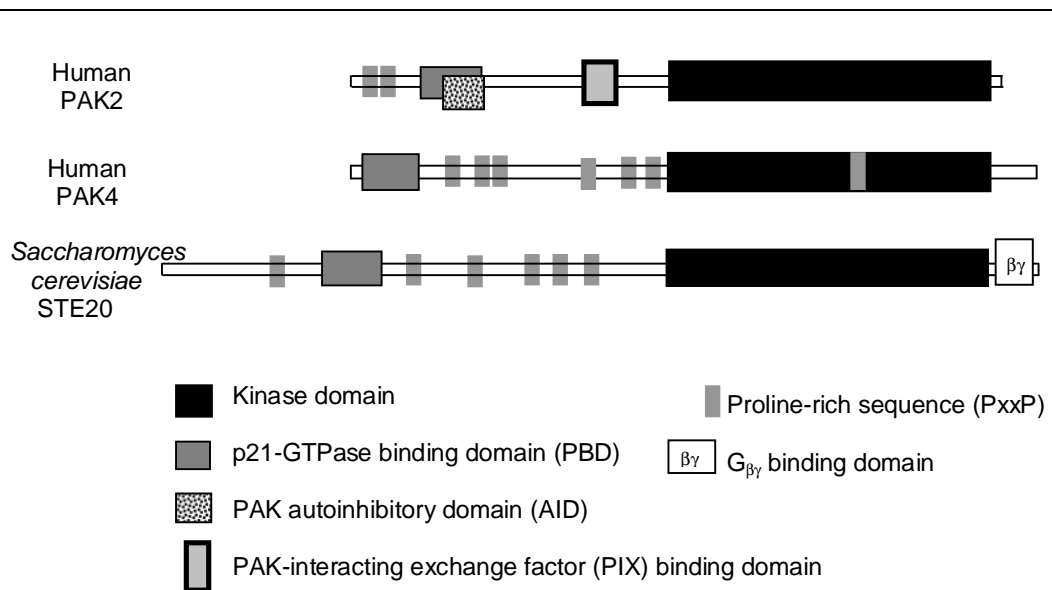 Human
PAK2
Human
PAK4
Saccharomyces
cerevisiae
STE20
βγ
Kinase domain
Proline-rich sequence (PxxP)
p21-GTPase binding domain (PBD)
βγ Gβγ binding domain
PAK autoinhibitory domain (AID)
PAK-interacting exchange factor (PIX) binding domain